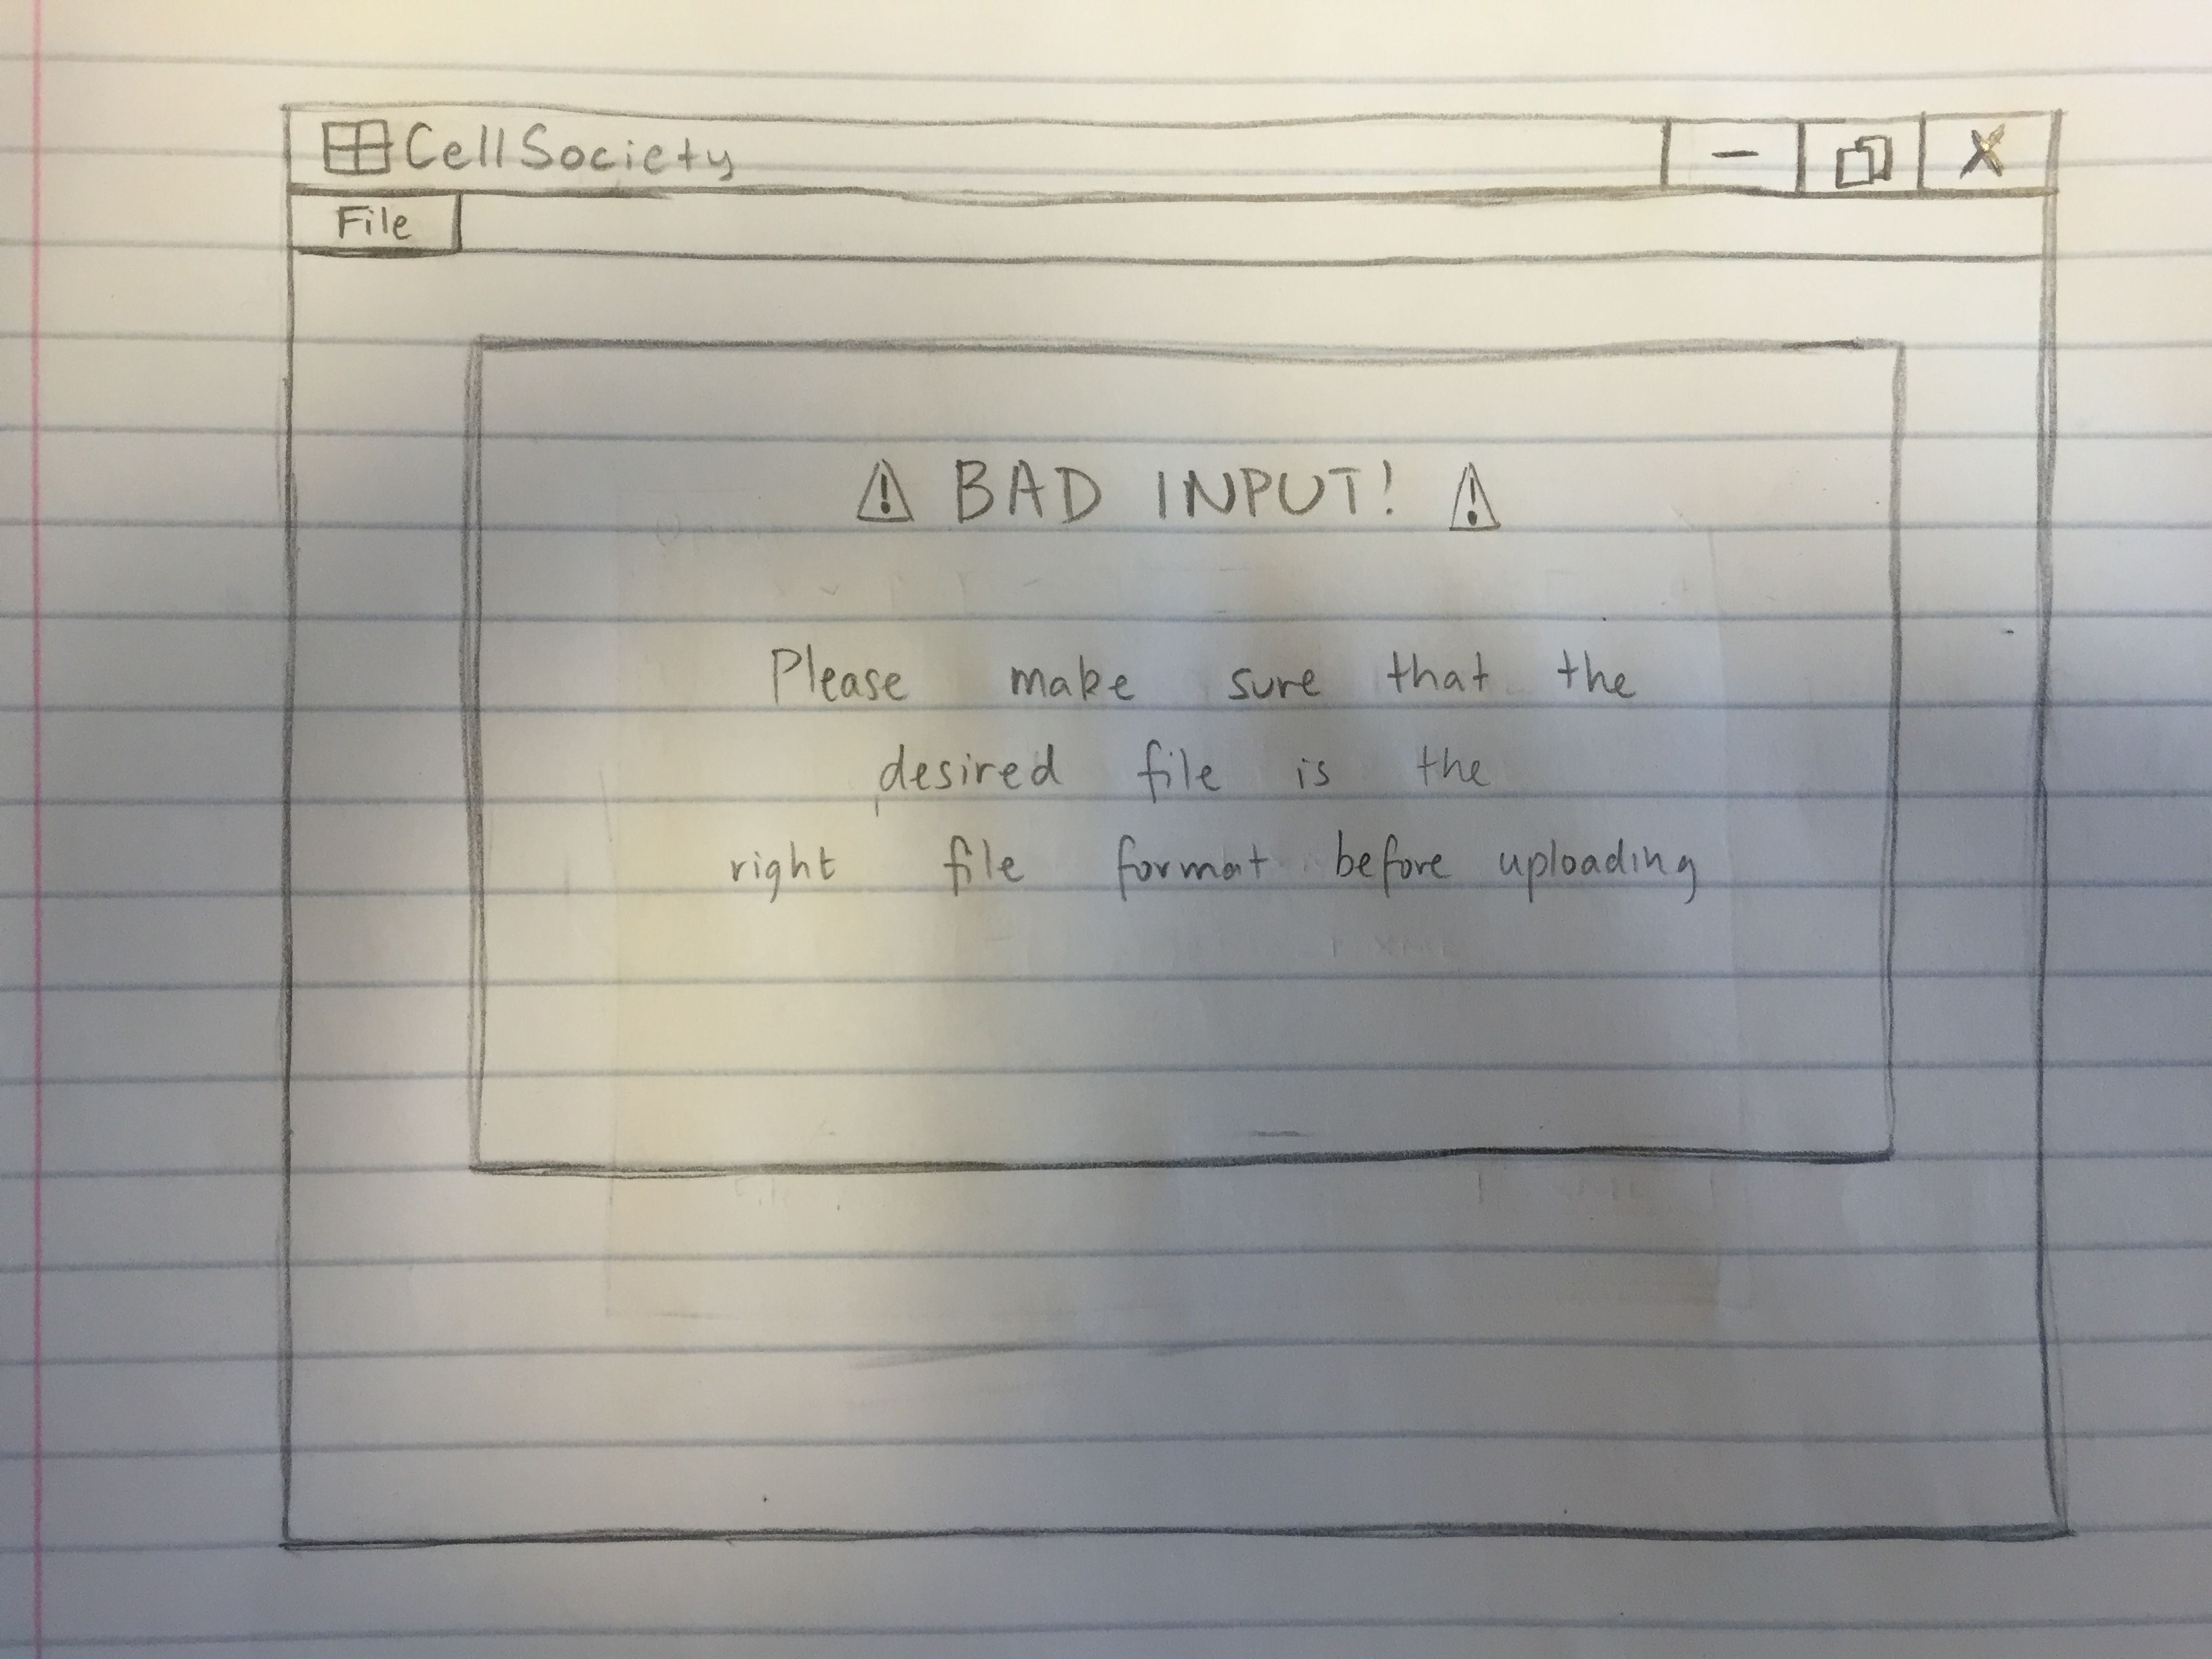 CellSociety
File
⚠ BAD INPUT! ⚠
Please make sure that the
desired file is the
right file format before uploading